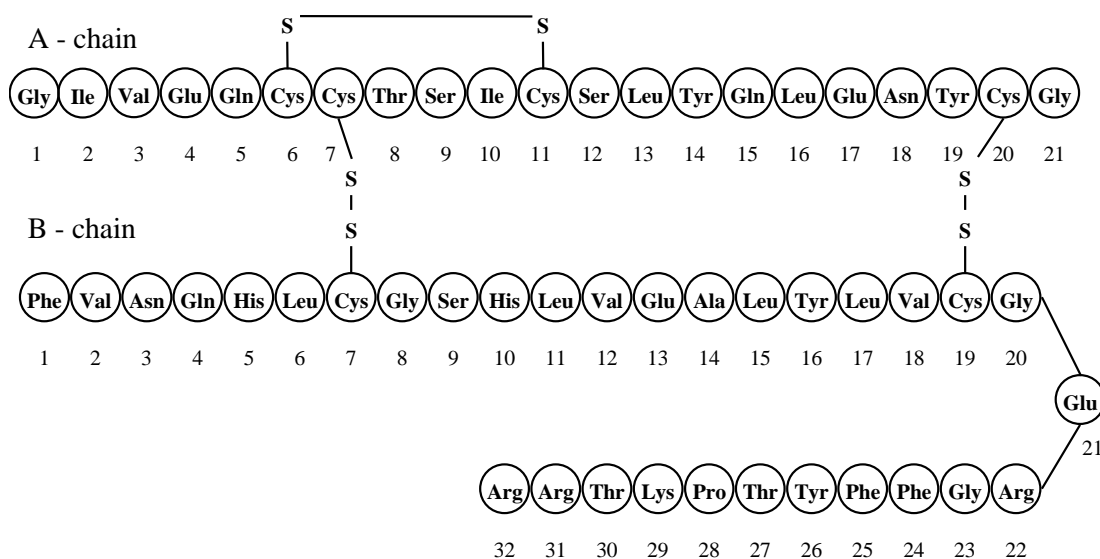 S S
A - chain
Gly Ile Val Glu Gln Cys Cys Thr Ser Ile Cys Ser Leu Tyr Gln Leu Glu Asn Tyr Cys Gly
1 2 3 4 5 6 7 8 9 10 11 12 13 14 15 16 17 18 19 20 21
S S
S S
B - chain
Phe Val Asn Gln His Leu Cys Gly Ser His Leu Val Glu Ala Leu Tyr Leu Val Cys Gly
1 2 3 4 5 6 7 8 9 10 11 12 13 14 15 16 17 18 19 20
Glu
21
Arg Arg Thr Lys Pro Thr Tyr Phe Phe Gly Arg
32 31 30 29 28 27 26 25 24 23 22